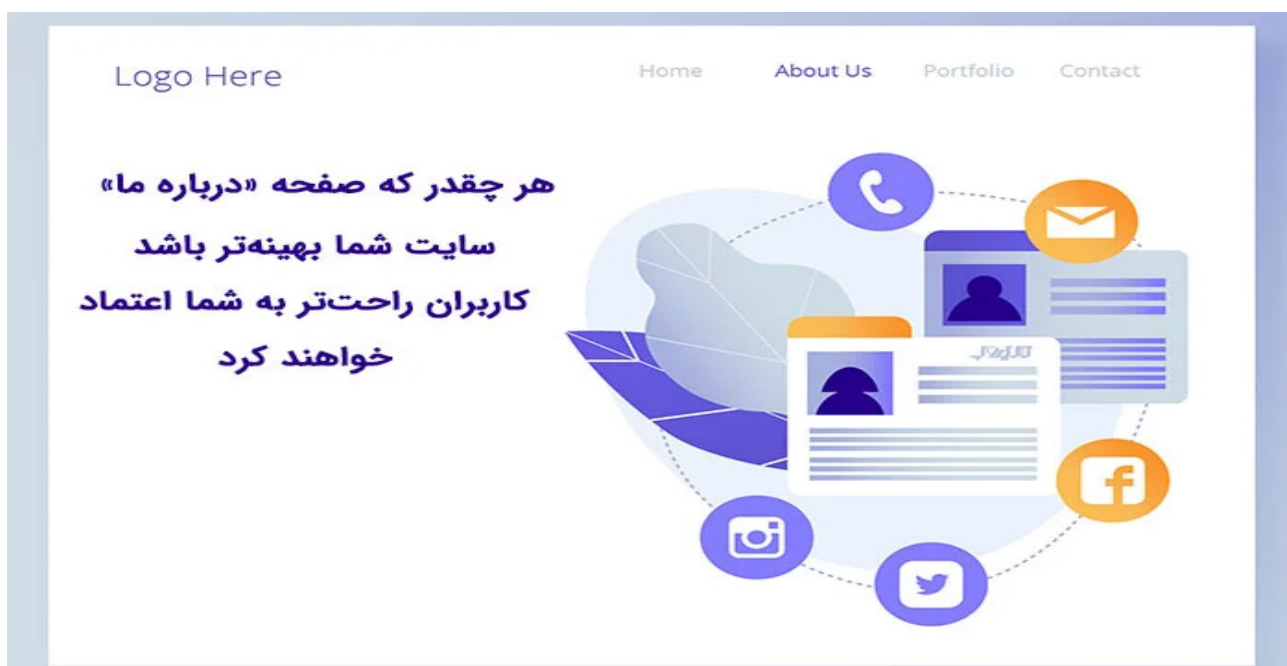 Logo Here
Home About Us Portfolio Contact
هر چقدر که صفحه «درباره ما»
سایت شما بهینه‌تر باشد
کاربران راحت‌تر به شما اعتماد
خواهند کرد